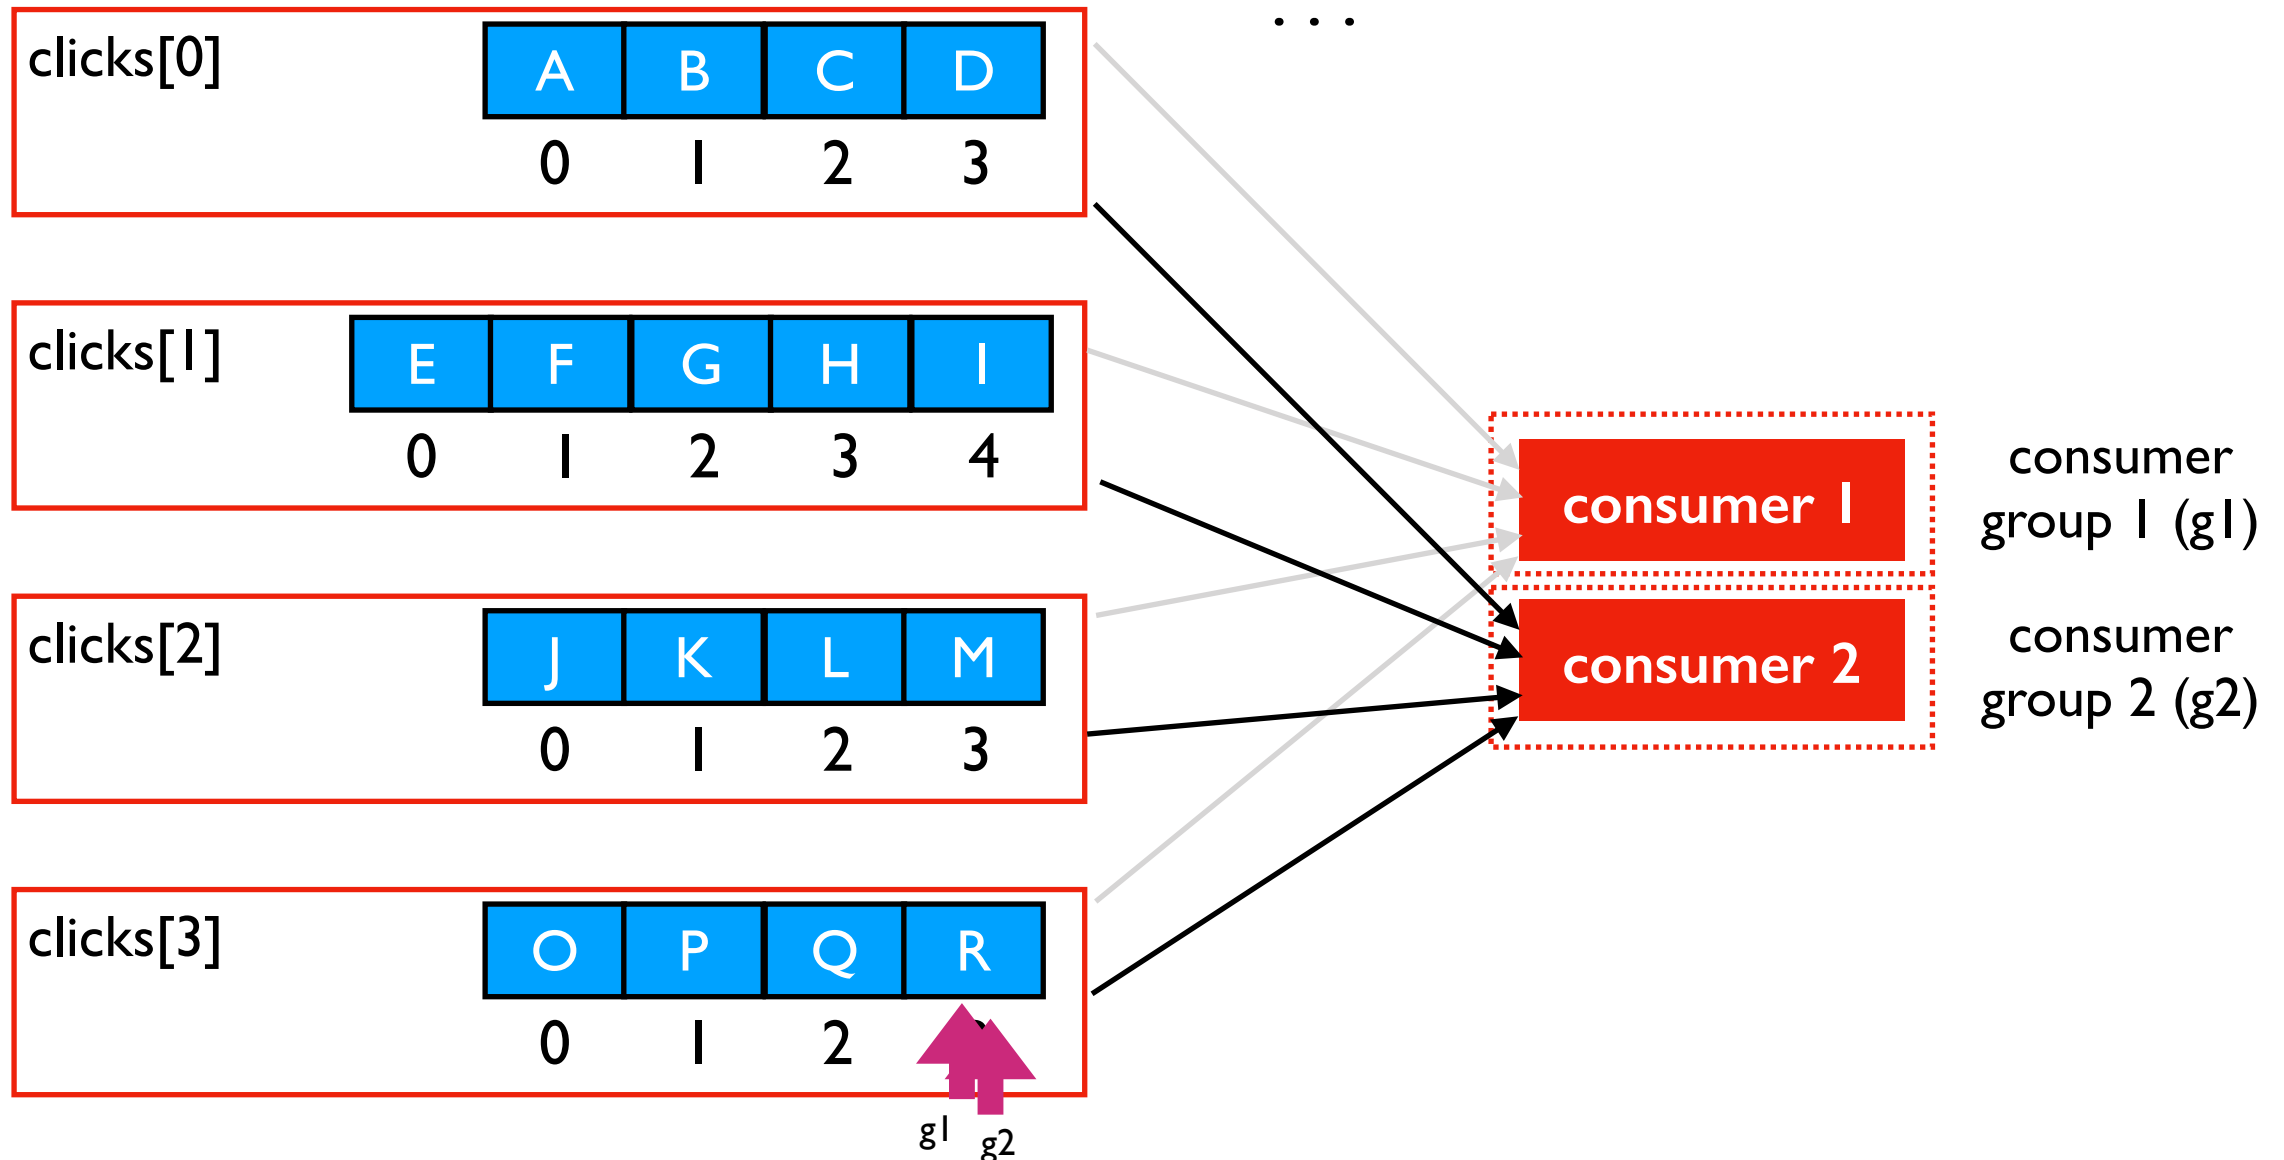 . . .
clicks[0]
A B C D
0 1 2 3
clicks[1]
E F G H I
0 1 2 3 4
consumer 1
consumer
group 1 (g1)
clicks[2]
J K L M
0 1 2 3
consumer 2
consumer
group 2 (g2)
clicks[3]
O P Q R
0 1 2
g1 g2